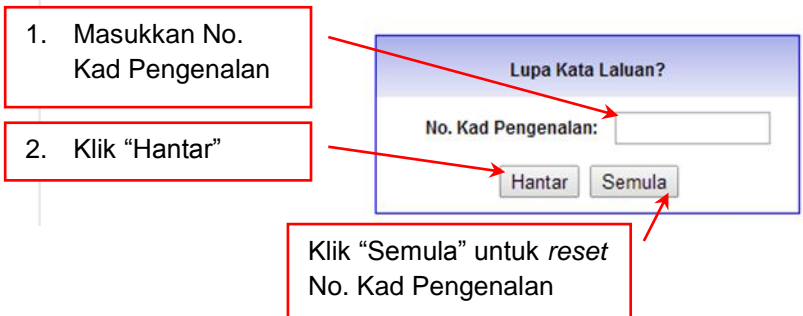 1. Masukkan No.
Kad Pengenalan
Lupa Kata Laluan?
No. Kad Pengenalan:
2. Klik “Hantar”
Hantar
Semula
Klik “Semula” untuk reset
No. Kad Pengenalan